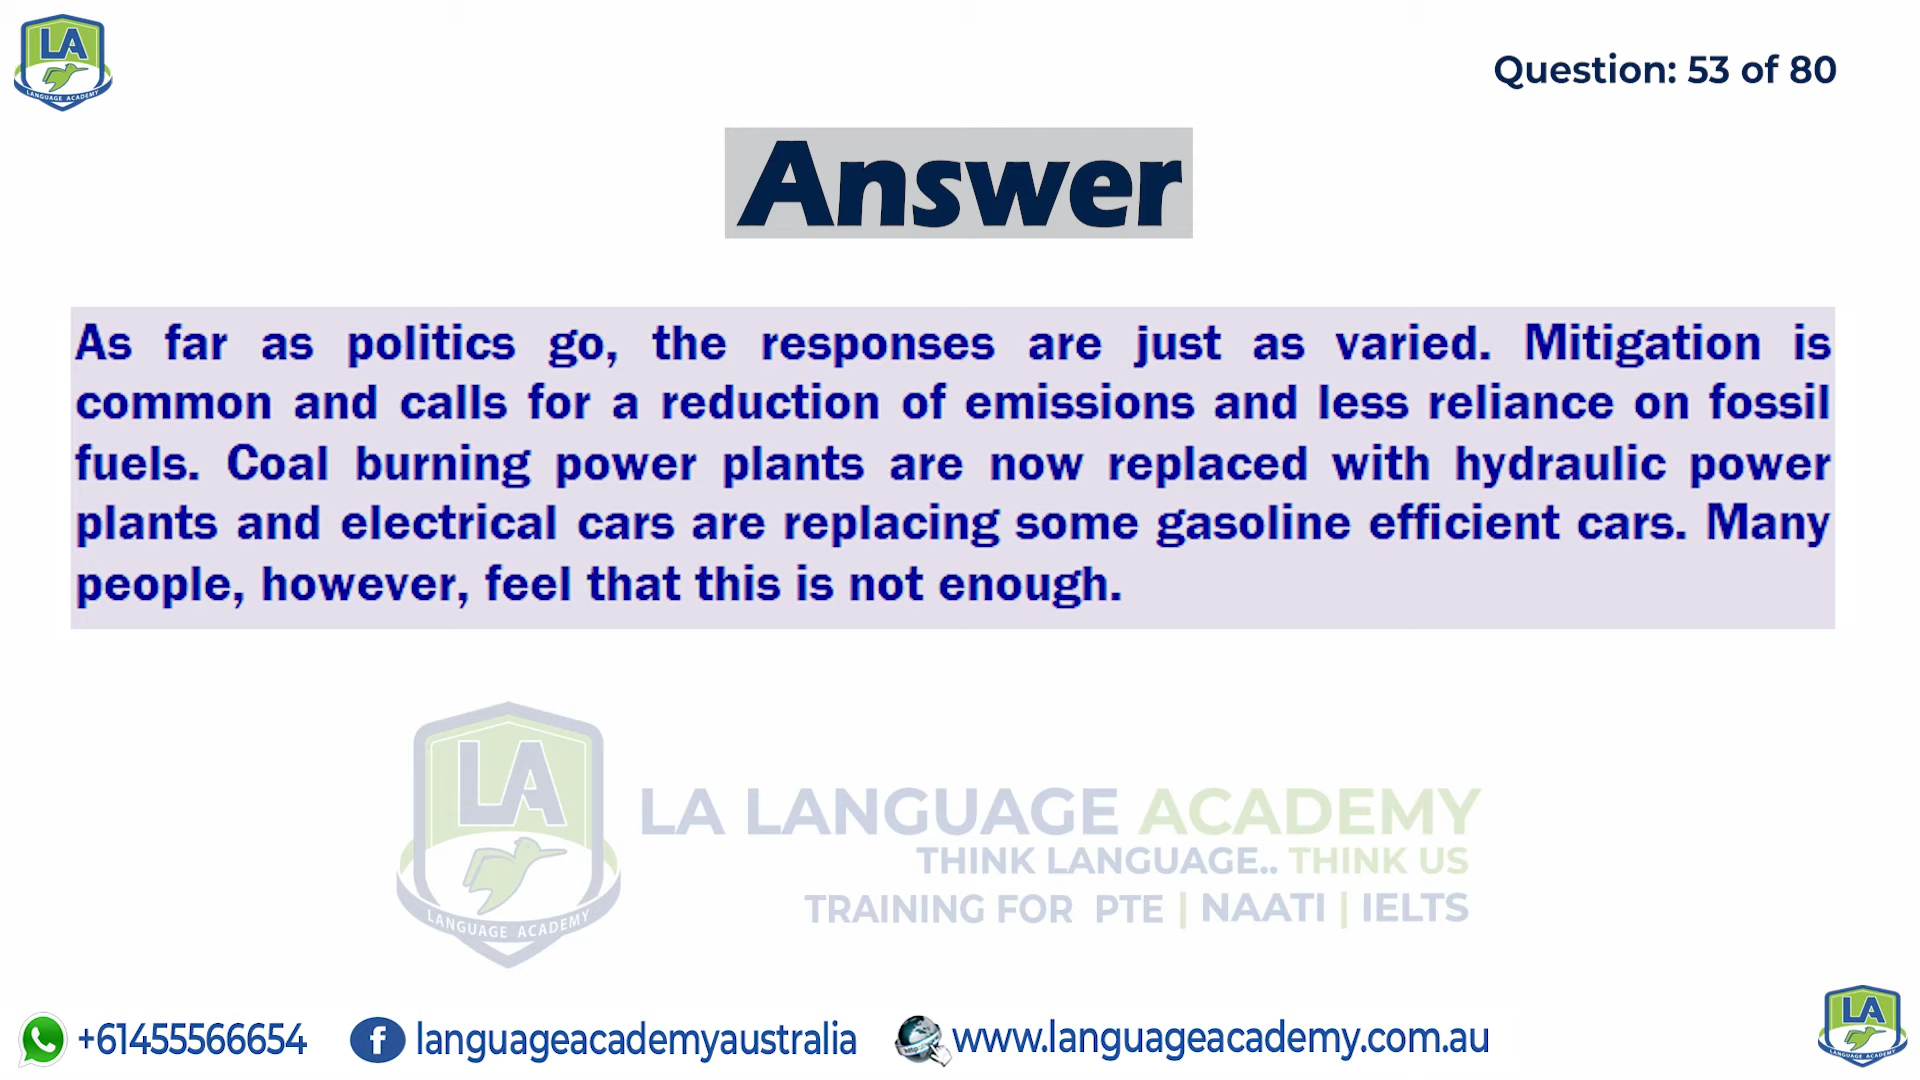 LA
LANGUAGE ACADEMY
Question: 53 of 80
Answer
As far as politics go, the responses are just as varied. Mitigation is
common and calls for a reduction of emissions and less reliance on fossil
fuels. Coal burning power plants are now replaced with hydraulic power
plants and electrical cars are replacing some gasoline efficient cars. Many
people, however, feel that this is not enough.
LA
LANGUAGE ACADEMY
LA LANGUAGE ACADEMY
THINK LANGUAGE.. THINK US
TRAINING FOR PTE | NAATI | IELTS
+61455566654
f languageacademyaustralia
http
www.languageacademy.com.au
LA
LANGUAGE ACADEMY